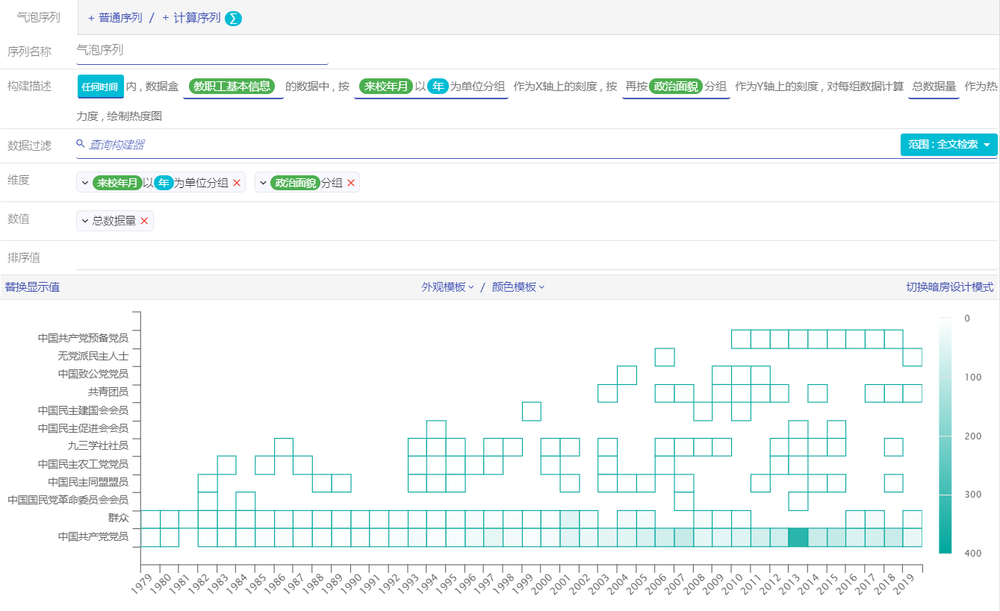 气泡序列 + 普通序列 / + 计算序列 ∑
序列名称 气泡序列
构建描述 任何时间 内 , 数据盒 教职工基本信息 的数据中 , 按 来校年月 以 年 为单位分组 作为X轴上的刻度 , 按 再按 政治面貌 分组 作为Y轴上的刻度 , 对每组数据计算 总数据量 作为热
力度 , 绘制热度图
数据过滤 查询构建器 范围 : 全文检索
维度 来校年月 以 年 为单位分组 × 政治面貌 分组 ×
数值 总数据量 ×
排序值
替换显示值 外观模板 / 颜色模板 切换暗房设计模式
中国共产党预备党员
无党派民主人士
中国致公党党员
共青团员
中国民主建国会会员
中国民主促进会会员
九三学社社员
中国民主农工党党员
中国民主同盟盟员
中国国民党革命委员会会员
群众
中国共产党党员
1979 1980 1981 1982 1983 1984 1985 1986 1987 1988 1989 1990 1991 1992 1993 1994 1995 1996 1997 1998 1999 2000 2001 2002 2003 2004 2005 2006 2007 2008 2009 2010 2011 2012 2013 2014 2015 2016 2017 2018 2019
0
100
200
300
400